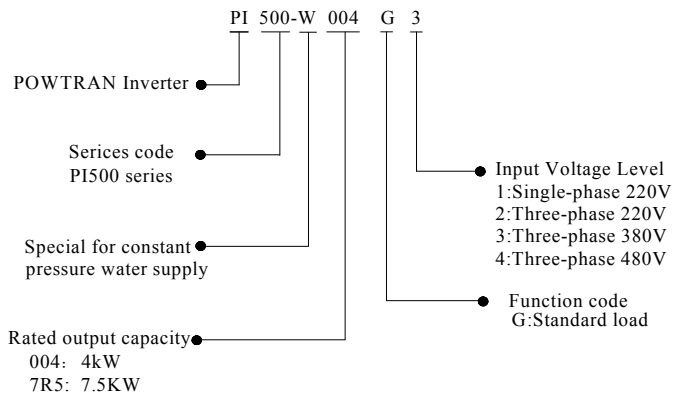 PI 500-W 004 G 3
POWTRAN Inverter
Serices code
PI500 series
Special for constant
pressure water supply
Rated output capacity
004: 4kW
7R5: 7.5KW
Input Voltage Level
1:Single-phase 220V
2:Three-phase 220V
3:Three-phase 380V
4:Three-phase 480V
Function code
G:Standard load